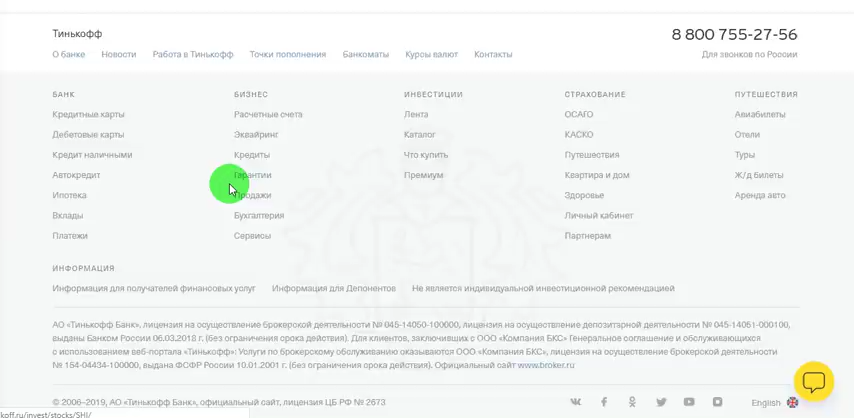 Тинькофф
8 800 755-27-56
О банке Новости Работа в Тинькофф Точки пополнения Банкоматы Курсы валют Контакты
Для звонков по России
БАНК
Кредитные карты
Дебетовые карты
Кредит наличными
Автокредит
Ипотека
Вклады
Платежи
БИЗНЕС
Расчетные счета
Эквайринг
Кредиты
Гарантии
Продажи
Бухгалтерия
Сервисы
ИНВЕСТИЦИИ
Лента
Каталог
Что купить
Премиум
СТРАХОВАНИЕ
ОСАГО
КАСКО
Путешествия
Квартира и дом
Здоровье
Личный кабинет
Партнерам
ПУТЕШЕСТВИЯ
Авиабилеты
Отели
Туры
Ж/д билеты
Аренда авто
ИНФОРМАЦИЯ
Информация для получателей финансовых услуг Информация для Депонентов Не является индивидуальной инвестиционной рекомендацией
АО «Тинькофф Банк», лицензия на осуществление брокерской деятельности № 045-14050-100000, лицензия на осуществление депозитарной деятельности № 045-14051-000100,
выданы Банком России 06.03.2018 г. (без ограничения срока действия). Для клиентов, заключивших с ООО «Компания БКС» Генеральное соглашение и обслуживающихся
с использованием веб-портала «Тинькофф»: Услуги по брокерскому обслуживанию оказываются ООО «Компания БКС», лицензия на осуществление брокерской деятельности
№ 154-04434-100000, выдана ФСФР России 10.01.2001 г. (без ограничения срока действия). Официальный сайт www.broker.ru
© 2006–2019, АО «Тинькофф Банк», официальный сайт, лицензия ЦБ РФ № 2673
English
koff.ru/invest/stocks/SHI/